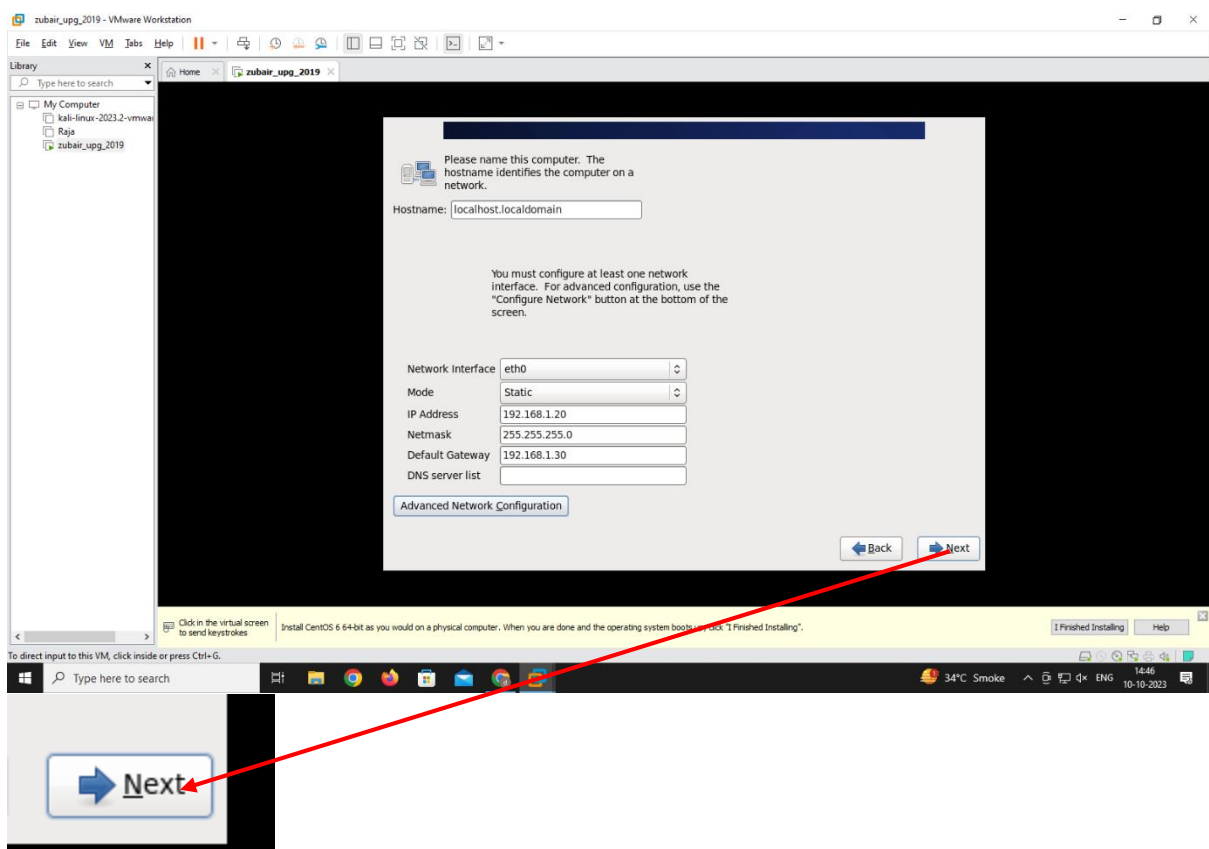 zubair_upg_2019 - VMware Workstation
File Edit View VM Tabs Help
Library
Type here to search
My Computer
kali-linux-2023.2-vmwar
Raja
zubair_upg_2019
Home
zubair_upg_2019
Please name this computer. The
hostname identifies the computer on a
network.
Hostname: localhost.localdomain
You must configure at least one network
interface. For advanced configuration, use the
"Configure Network" button at the bottom of the
screen.
Network Interface eth0
Mode Static
IP Address 192.168.1.20
Netmask 255.255.255.0
Default Gateway 192.168.1.30
DNS server list
Advanced Network Configuration
Back Next
Click in the virtual screen
to send keystrokes
Install CentOS 6 64-bit as you would on a physical computer. When you are done and the operating system boots up, click "I Finished Installing".
I Finished Installing Help
To direct input to this VM, click inside or press Ctrl+G.
Type here to search
34°C Smoke
ENG
14:46
10-10-2023
Next